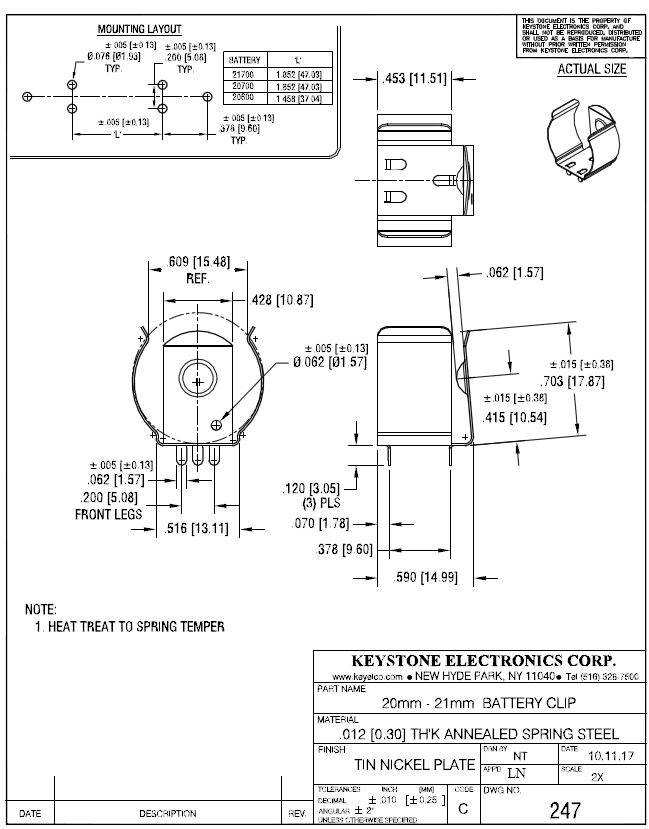 THIS DOCUMENT IS THE PROPERTY OF
KEYSTONE ELECTRONICS CORP. AND
SHALL NOT BE REPRODUCED, DISTRIBUTED
OR USED AS A BASIS FOR MANUFACTURE
WITHOUT PRIOR WRITTEN PERMISSION
FROM KEYSTONE ELECTRONICS CORP.
MOUNTING LAYOUT
±.005 [±0.13]
Ø.076 [Ø1.93]
TYP.
±.005 [±0.13]
.200 [5.08]
TYP.
BATTERY 'L'
21700 1.852 [47.03]
20700 1.852 [47.03]
20600 1.458 [37.04]
±.005 [±0.13]
'L'
±.005 [±0.13]
.378 [9.60]
TYP.
.453 [11.51]
ACTUAL SIZE
.609 [15.48]
REF.
.428 [10.87]
±.005 [±0.13]
Ø.062 [Ø1.57]
.062 [1.57]
±.015 [±0.38]
.703 [17.87]
±.015 [±0.38]
.415 [10.54]
±.005 [±0.13]
.062 [1.57]
.200 [5.08]
FRONT LEGS
.516 [13.11]
.120 [3.05]
(3) PLS
.070 [1.78]
.378 [9.60]
.590 [14.99]
NOTE:
1. HEAT TREAT TO SPRING TEMPER
KEYSTONE ELECTRONICS CORP.
www.keyelco.com ● NEW HYDE PARK, NY 11040● Tel (516) 328-7500
PART NAME
20mm - 21mm BATTERY CLIP
MATERIAL
.012 [0.30] TH'K ANNEALED SPRING STEEL
FINISH
TIN NICKEL PLATE
DRN BY NT
DATE 10.11.17
APP'D LN
SCALE 2X
TOLERANCES INCH [MM]
DECIMAL ± .010 [±0.25]
ANGULAR ± 2°
UNLESS OTHERWISE SPECIFIED
CODE
C
DWG NO.
247
DATE DESCRIPTION REV.